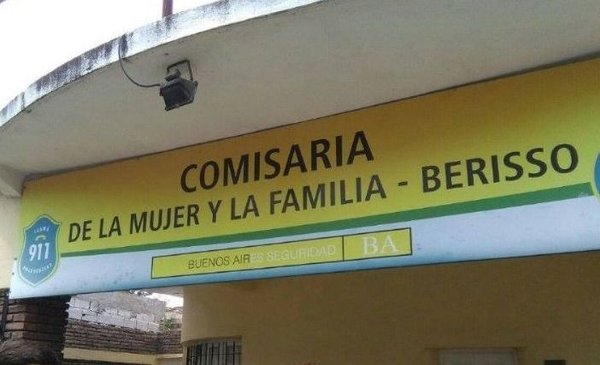 COMISARIA
DE LA MUJER Y LA FAMILIA - BERISSO
911
BUENOS AIRES SEGURIDAD BA